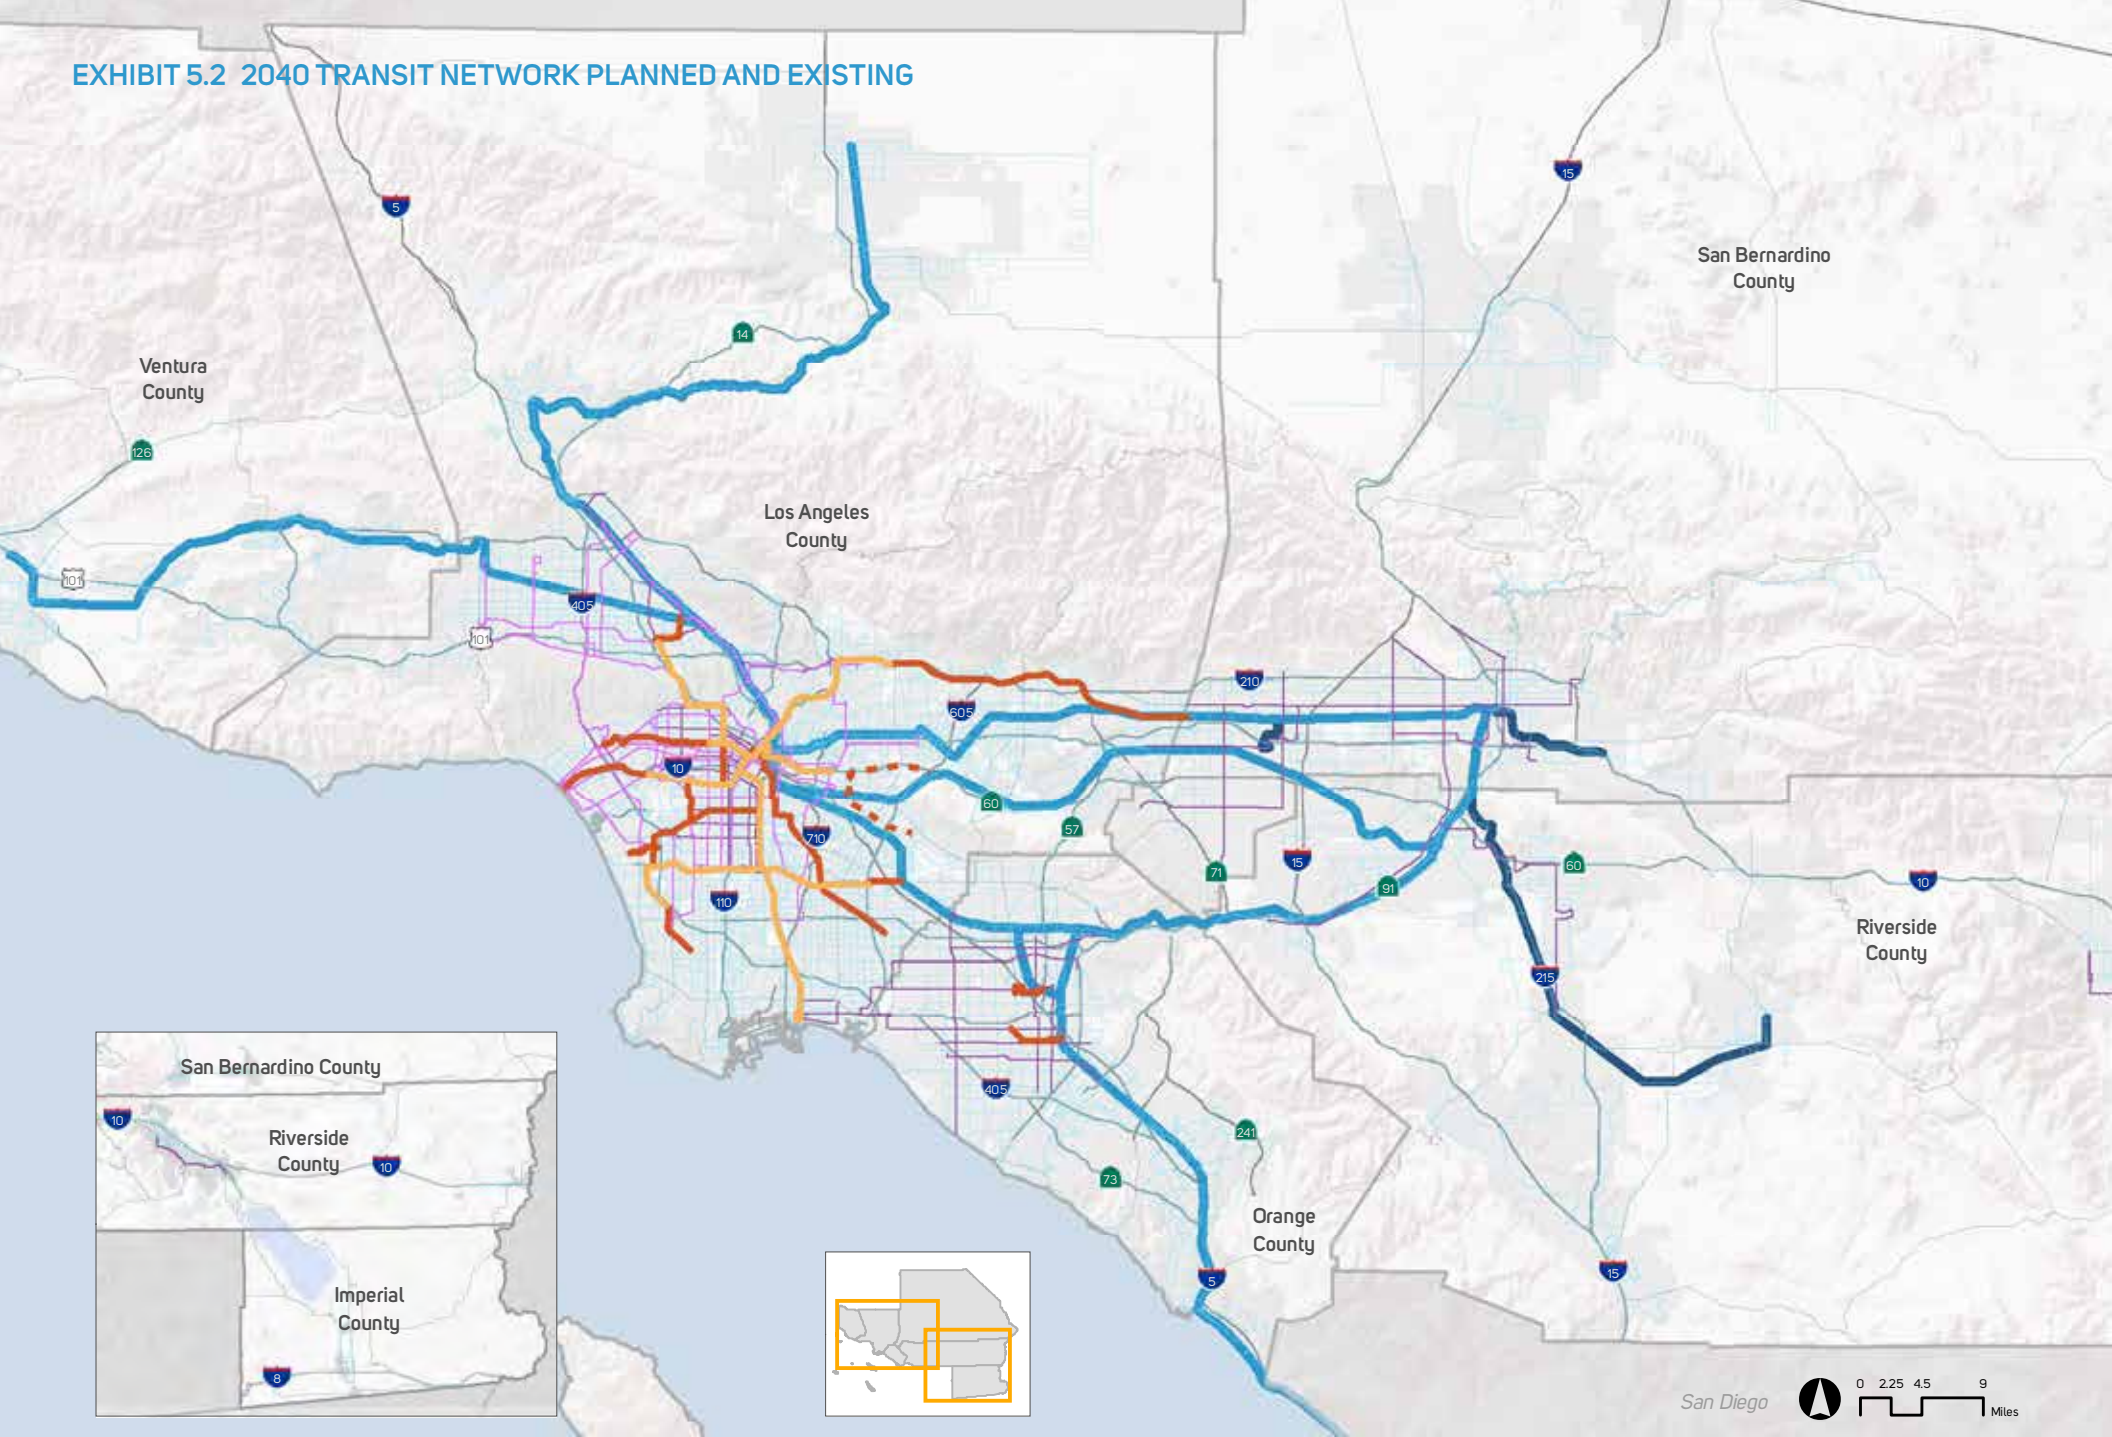 EXHIBIT 5.2 2040 TRANSIT NETWORK PLANNED AND EXISTING
15
5
San Bernardino
County
14
Ventura
County
126
Los Angeles
County
101
405
101
210
605
10
60
57
710
71
15
60
91
110
10
Riverside
County
215
405
241
73
Orange
County
5
15
San Bernardino County
10
Riverside
County
10
Imperial
County
8
San Diego
0 2.25 4.5 9
Miles